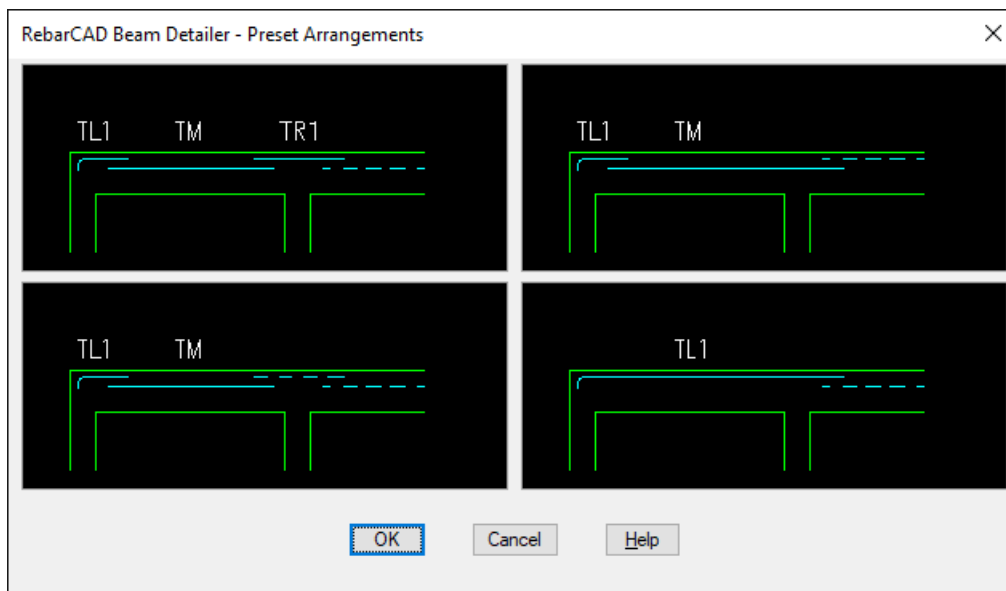 RebarCAD Beam Detailer - Preset Arrangements
TL1 TM TR1
TL1 TM
TL1 TM
TL1
OK Cancel Help